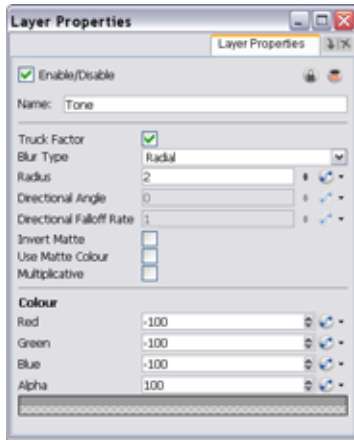 Layer Properties
Layer Properties
Enable/Disable
Name: Tone
Truck Factor
Blur Type Radial
Radius 2
Directional Angle 0
Directional Falloff Rate 1
Invert Matte
Use Matte Colour
Multiplicative
Colour
Red -100
Green -100
Blue -100
Alpha 100